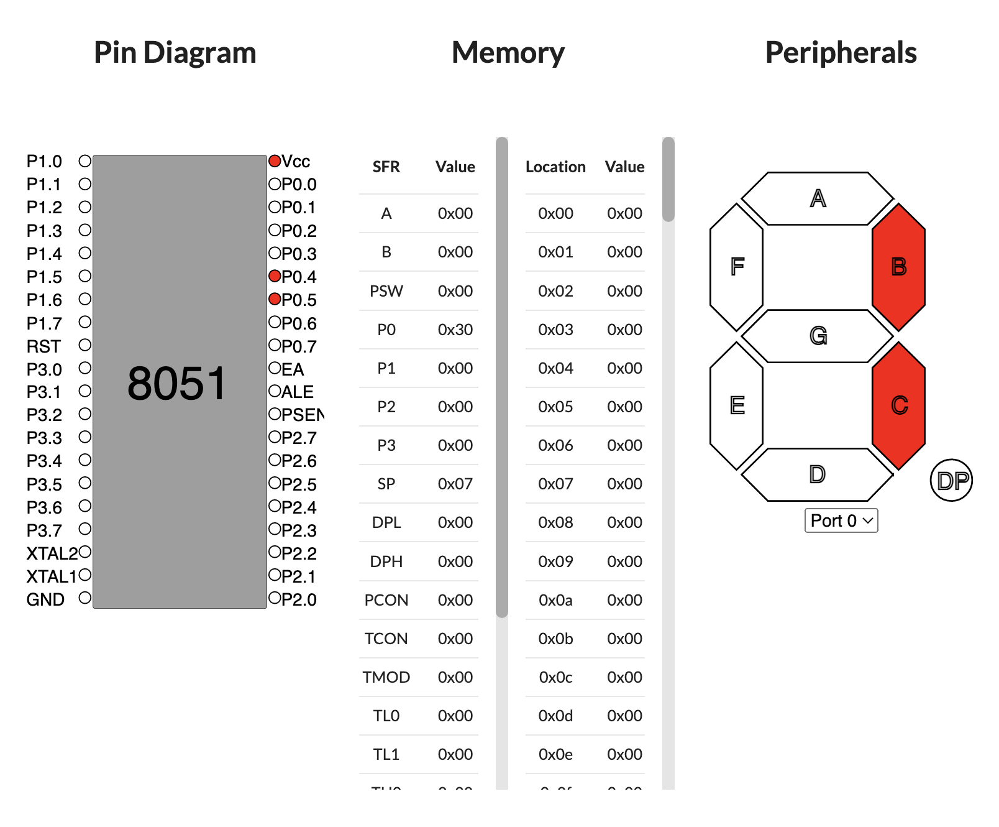 Pin Diagram
Memory
Peripherals
P1.0
P1.1
P1.2
P1.3
P1.4
P1.5
P1.6
P1.7
RST
P3.0
P3.1
P3.2
P3.3
P3.4
P3.5
P3.6
P3.7
XTAL2
XTAL1
GND
8051
Vcc
P0.0
P0.1
P0.2
P0.3
P0.4
P0.5
P0.6
P0.7
EA
ALE
PSEN
P2.7
P2.6
P2.5
P2.4
P2.3
P2.2
P2.1
P2.0
SFR Value
A 0x00
B 0x00
PSW 0x00
P0 0x30
P1 0x00
P2 0x00
P3 0x00
SP 0x07
DPL 0x00
DPH 0x00
PCON 0x00
TCON 0x00
TMOD 0x00
TL0 0x00
TL1 0x00
Location Value
0x00 0x00
0x01 0x00
0x02 0x00
0x03 0x00
0x04 0x00
0x05 0x00
0x06 0x00
0x07 0x00
0x08 0x00
0x09 0x00
0x0a 0x00
0x0b 0x00
0x0c 0x00
0x0d 0x00
0x0e 0x00
A
F
B
G
E
C
D
DP
Port 0